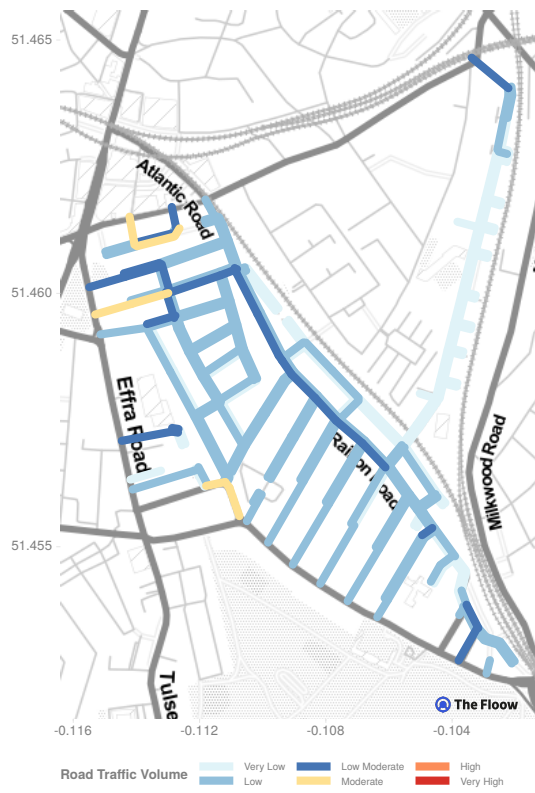 51.465
Atlantic Road
51.460
Effra Road
Railton Road
Milkwood Road
51.455
Tulse
The Floow
-0.116 -0.112 -0.108 -0.104
Road Traffic Volume
Very Low Low Moderate High
Low Moderate Very High